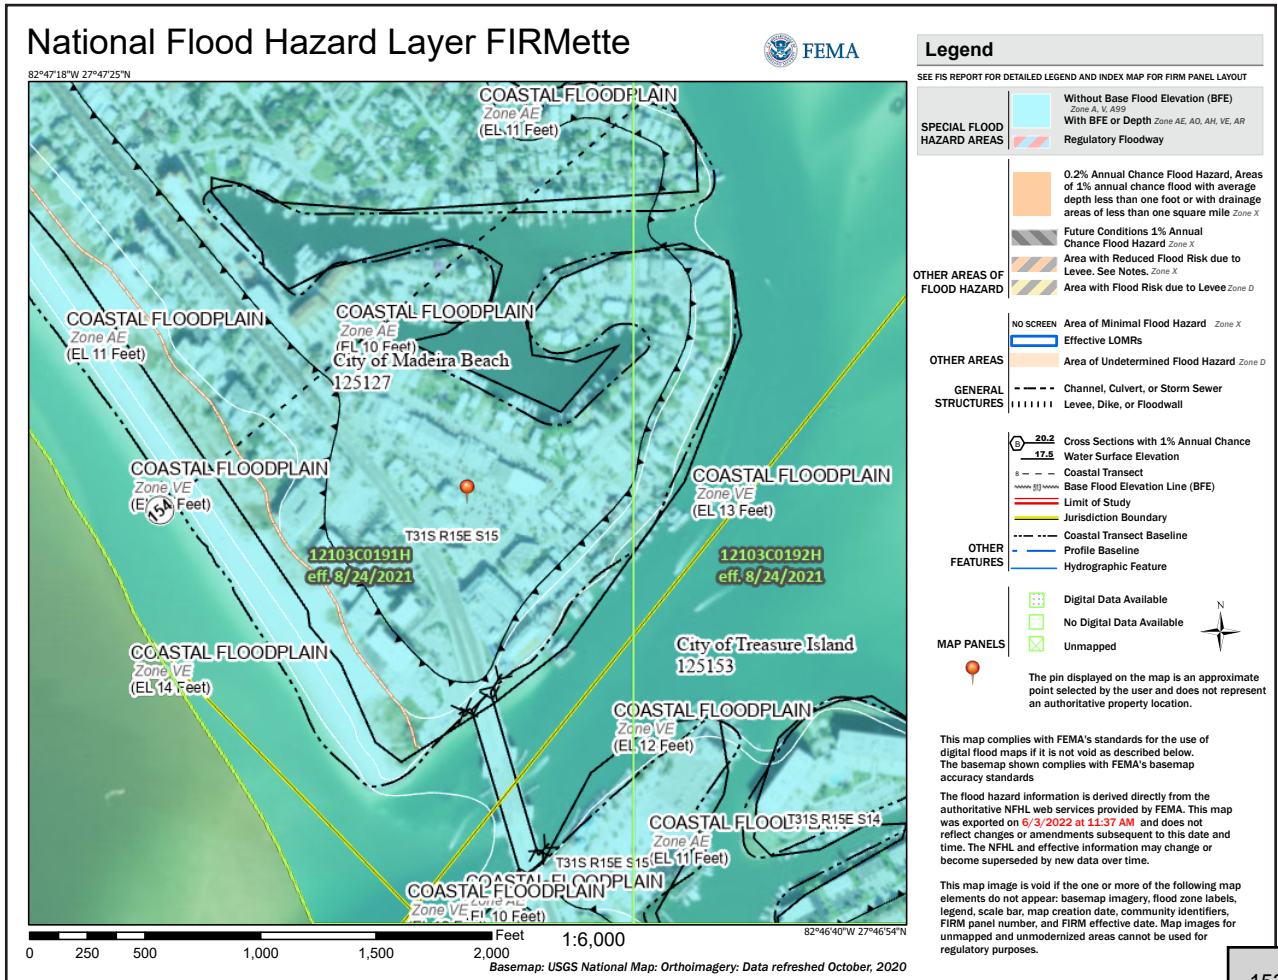 National Flood Hazard Layer FIRMette
FEMA
82°47'18"W 27°47'25"N
COASTAL FLOODPLAIN
Zone AE
(EL 11 Feet)
COASTAL FLOODPLAIN
Zone AE
(EL 11 Feet)
COASTAL FLOODPLAIN
Zone AE
(EL 10 Feet)
City of Madeira Beach
125127
COASTAL FLOODPLAIN
Zone VE
Feet)
154
COASTAL FLOODPLAIN
Zone VE
(EL 13 Feet)
T31S R15E S15
12103C0191H
eff. 8/24/2021
12103C0192H
eff. 8/24/2021
COASTAL FLOODPLAIN
Zone VE
(EL 14 Feet)
City of Treasure Island
125153
COASTAL FLOODPLAIN
Zone VE
(EL 12 Feet)
COASTAL FLOODPLAIN
Zone AE
(EL 11 Feet)
T31S R15E S14
T31S R15E S15
COASTAL FLOODPLAIN
COASTAL FLOODPLAIN
Zone VE
(EL 10 Feet)
82°46'40"W 27°46'54"N
Feet
0 250 500 1,000 1,500 2,000
1:6,000
Basemap: USGS National Map: Orthoimagery: Data refreshed October, 2020
Legend
SEE FIS REPORT FOR DETAILED LEGEND AND INDEX MAP FOR FIRM PANEL LAYOUT
SPECIAL FLOOD
HAZARD AREAS
Without Base Flood Elevation (BFE)
Zone A, V, A99
With BFE or Depth Zone AE, AO, AH, VE, AR
Regulatory Floodway
OTHER AREAS OF
FLOOD HAZARD
0.2% Annual Chance Flood Hazard, Areas
of 1% annual chance flood with average
depth less than one foot or with drainage
areas of less than one square mile Zone X
Future Conditions 1% Annual
Chance Flood Hazard Zone X
Area with Reduced Flood Risk due to
Levee. See Notes. Zone X
Area with Flood Risk due to Levee Zone D
OTHER AREAS
NO SCREEN Area of Minimal Flood Hazard Zone X
Effective LOMRs
Area of Undetermined Flood Hazard Zone D
GENERAL
STRUCTURES
Channel, Culvert, or Storm Sewer
Levee, Dike, or Floodwall
OTHER
FEATURES
B 20.2 Cross Sections with 1% Annual Chance
17.5 Water Surface Elevation
8 Coastal Transect
Base Flood Elevation Line (BFE)
Limit of Study
Jurisdiction Boundary
Coastal Transect Baseline
Profile Baseline
Hydrographic Feature
MAP PANELS
Digital Data Available
No Digital Data Available
Unmapped
N
The pin displayed on the map is an approximate
point selected by the user and does not represent
an authoritative property location.
This map complies with FEMA's standards for the use of
digital flood maps if it is not void as described below.
The basemap shown complies with FEMA's basemap
accuracy standards
The flood hazard information is derived directly from the
authoritative NFHL web services provided by FEMA. This map
was exported on 6/3/2022 at 11:37 AM and does not
reflect changes or amendments subsequent to this date and
time. The NFHL and effective information may change or
become superseded by new data over time.
This map image is void if the one or more of the following map
elements do not appear: basemap imagery, flood zone labels,
legend, scale bar, map creation date, community identifiers,
FIRM panel number, and FIRM effective date. Map images for
unmapped and unmodernized areas cannot be used for
regulatory purposes.